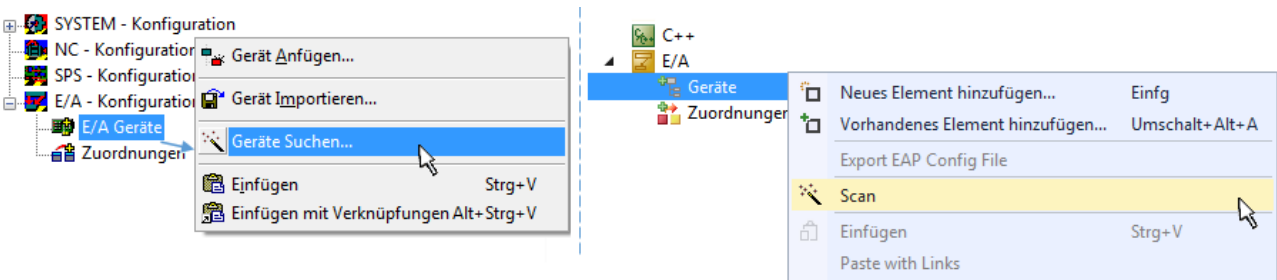 SYSTEM - Konfiguration
NC - Konfiguration
SPS - Konfiguratio
E/A - Konfiguration
E/A Geräte
Zuordnungen
Gerät Anfügen...
Gerät Importieren...
Geräte Suchen...
Einfügen Strg+V
Einfügen mit Verknüpfungen Alt+Strg+V
C++
E/A
Geräte
Zuordnungen
Neues Element hinzufügen... Einfg
Vorhandenes Element hinzufügen... Umschalt+Alt+A
Export EAP Config File
Scan
Einfügen Strg+V
Paste with Links